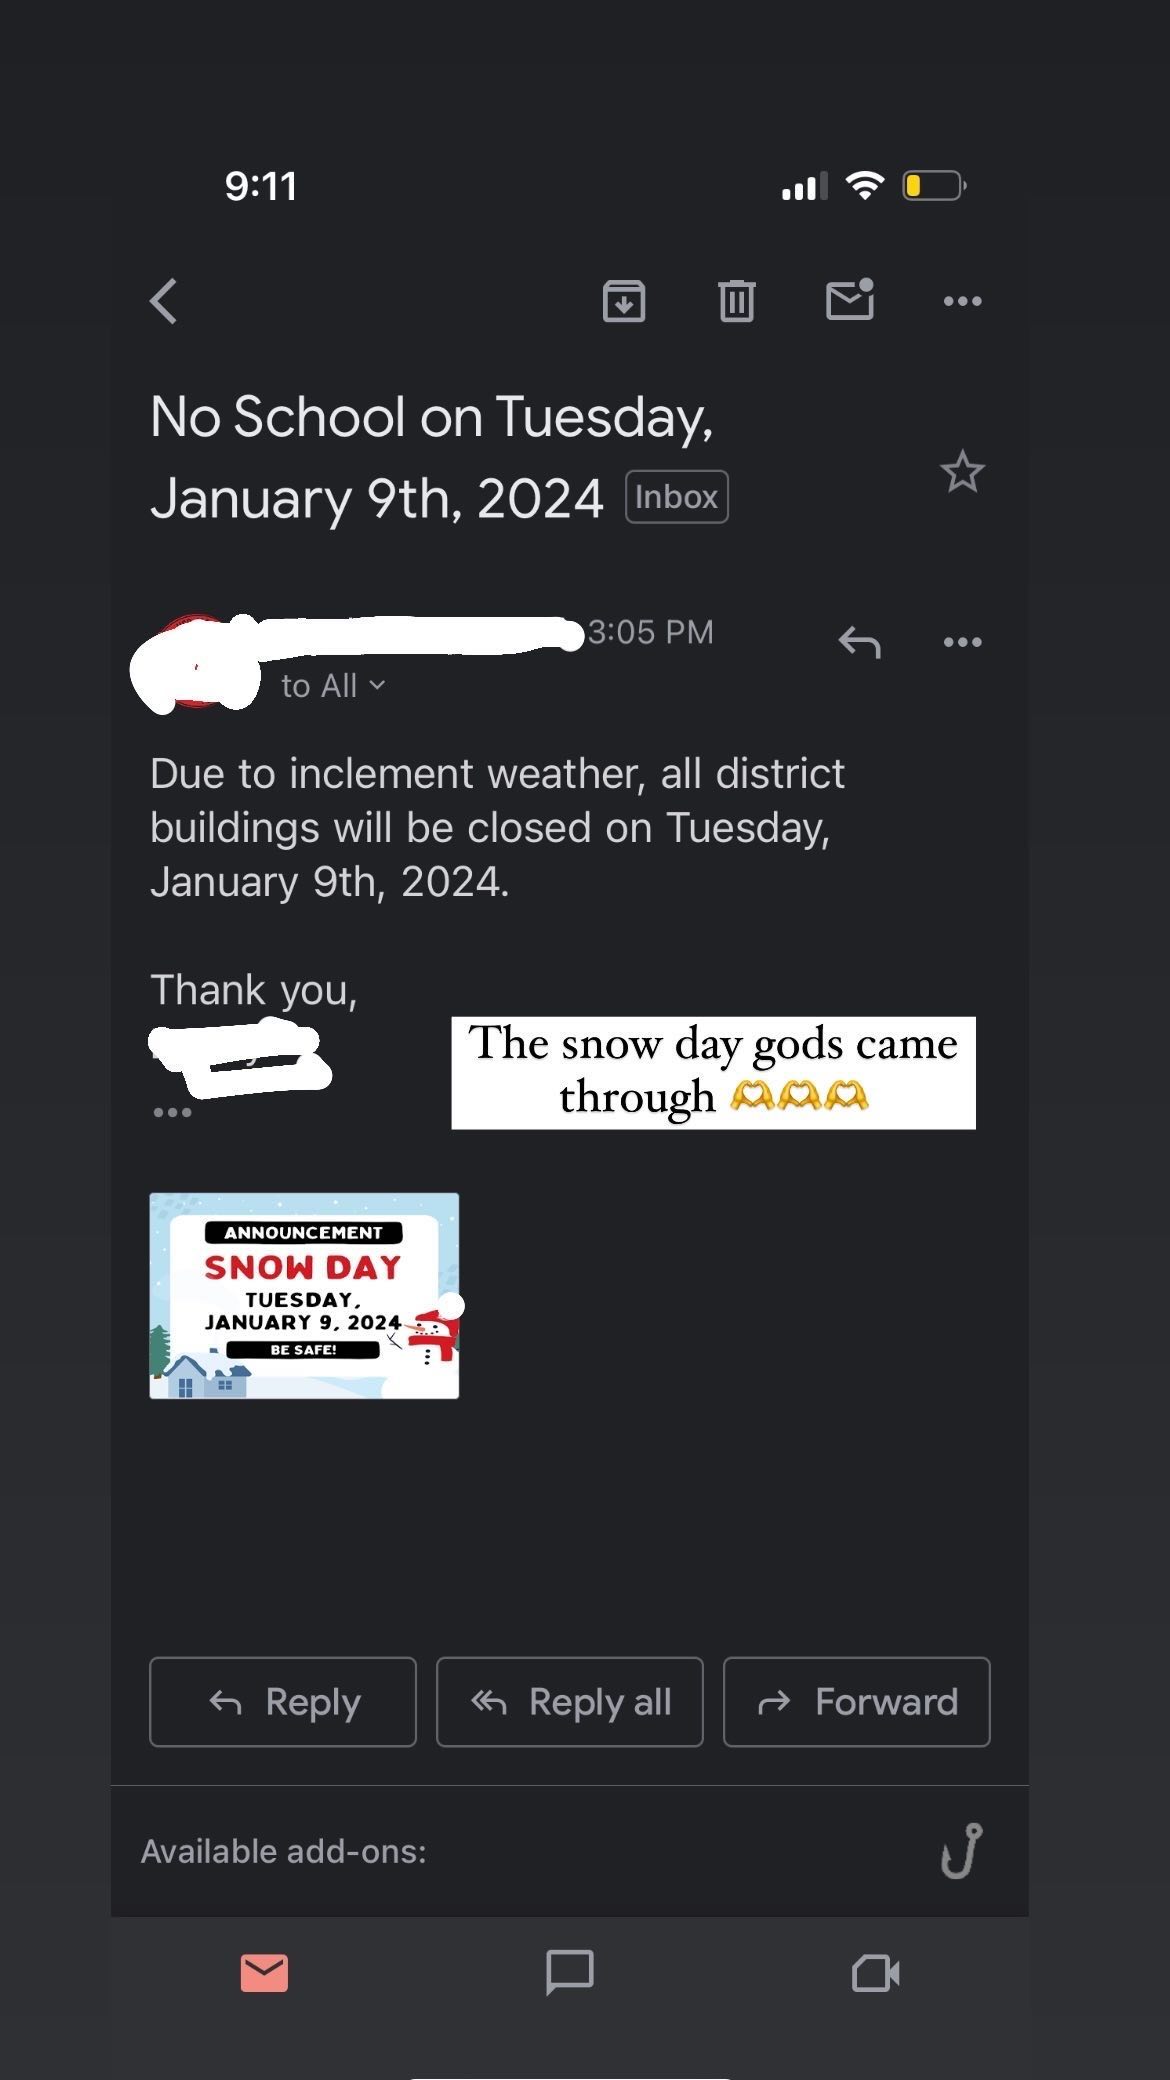 9:11
No School on Tuesday,
January 9th, 2024 Inbox
3:05 PM
to All
Due to inclement weather, all district
buildings will be closed on Tuesday,
January 9th, 2024.
Thank you,
The snow day gods came
through 🫶🫶🫶
ANNOUNCEMENT
SNOW DAY
TUESDAY,
JANUARY 9, 2024
BE SAFE!
Reply
Reply all
Forward
Available add-ons: